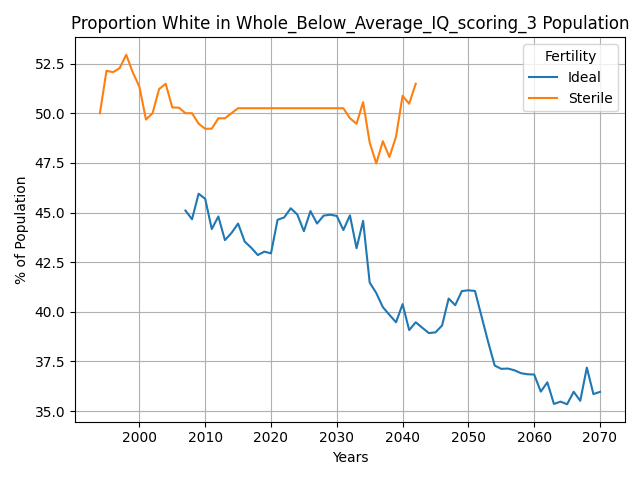 Proportion White in Whole_Below_Average_IQ_scoring_3 Population
Fertility
Ideal
Sterile
% of Population
52.5
50.0
47.5
45.0
42.5
40.0
37.5
35.0
2000 2010 2020 2030 2040 2050 2060 2070
Years